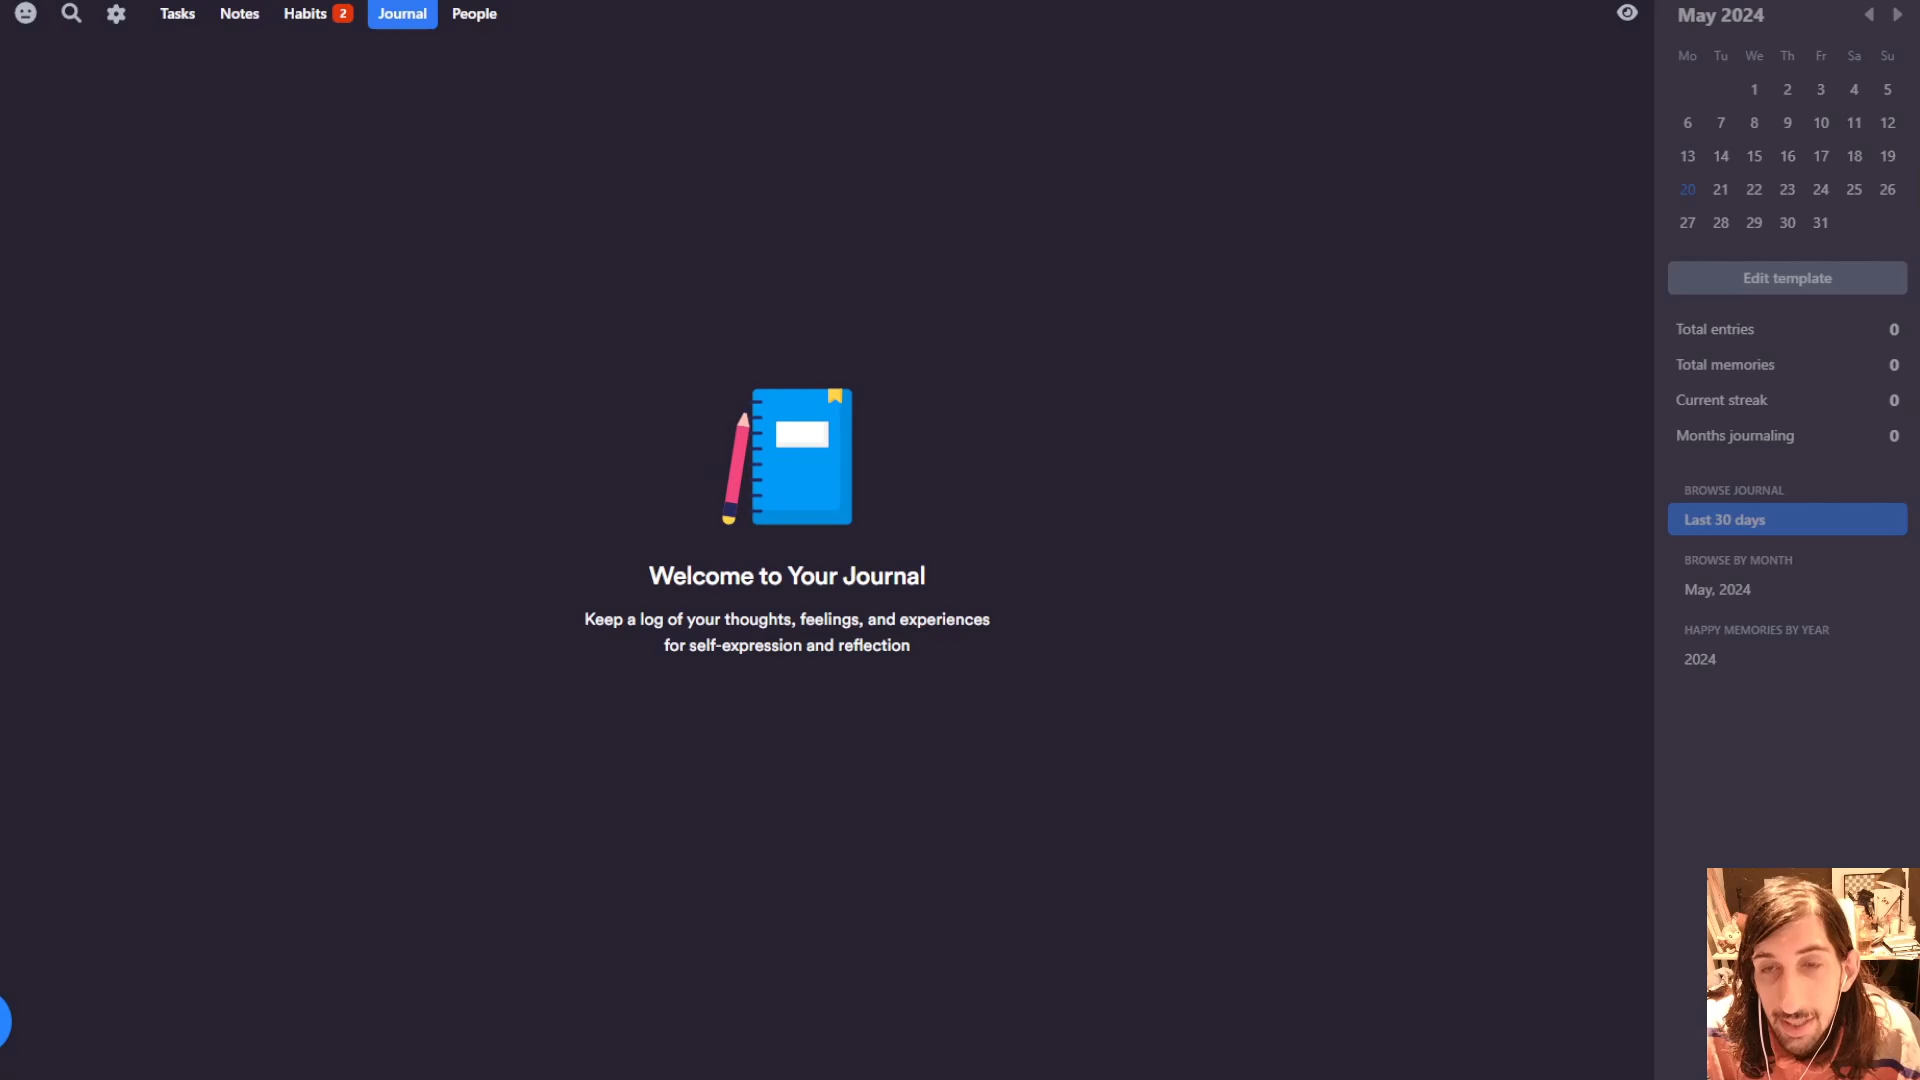 Tasks Notes Habits 2 Journal People
May 2024
Mo Tu We Th Fr Sa Su
1 2 3 4 5
6 7 8 9 10 11 12
13 14 15 16 17 18 19
20 21 22 23 24 25 26
27 28 29 30 31
Edit template
Total entries 0
Total memories 0
Current streak 0
Months journaling 0
BROWSE JOURNAL
Last 30 days
BROWSE BY MONTH
May, 2024
HAPPY MEMORIES BY YEAR
2024
Welcome to Your Journal
Keep a log of your thoughts, feelings, and experiences
for self-expression and reflection